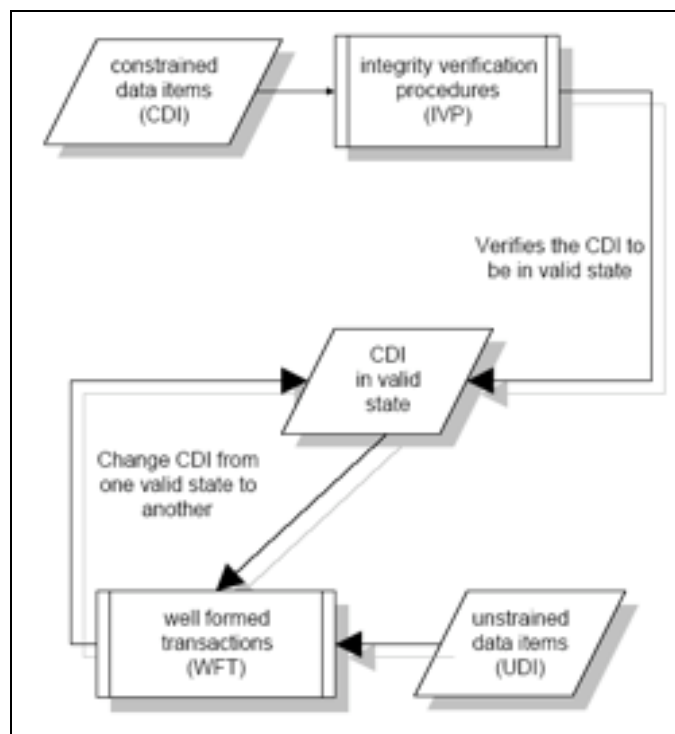 constrained
data items
(CDI)
integrity verification
procedures
(IVP)
Verifies the CDI to
be in valid state
CDI
in valid
state
Change CDI from
one valid state to
another
well formed
transactions
(WFT)
unstrained
data items
(UDI)